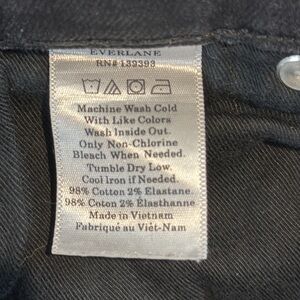 EVERLANE
RN# 139393
Machine Wash Cold
With Like Colors
Wash Inside Out.
Only Non-Chlorine
Bleach When Needed.
Tumble Dry Low.
Cool Iron if Needed.
98% Cotton 2% Elastane.
98% Coton 2% Élasthanne
Made in Vietnam
Fabriqué au Viêt-Nam